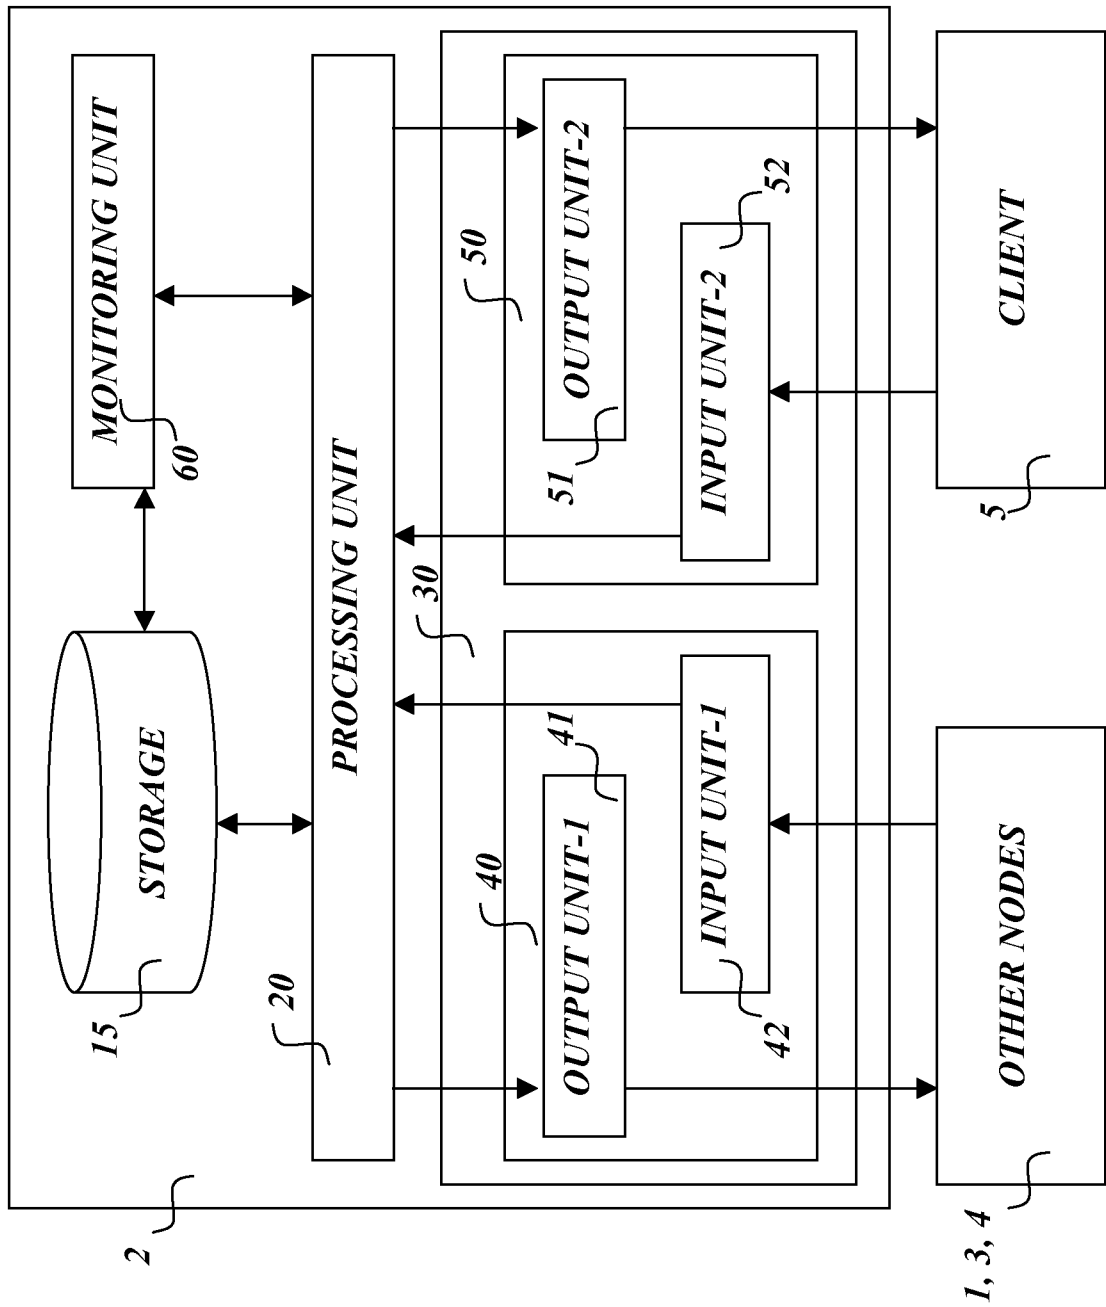 2
15
STORAGE
MONITORING UNIT
60
20
PROCESSING UNIT
30
40
OUTPUT UNIT-1
41
INPUT UNIT-1
42
50
OUTPUT UNIT-2
51
INPUT UNIT-2
52
1, 3, 4
OTHER NODES
5
CLIENT